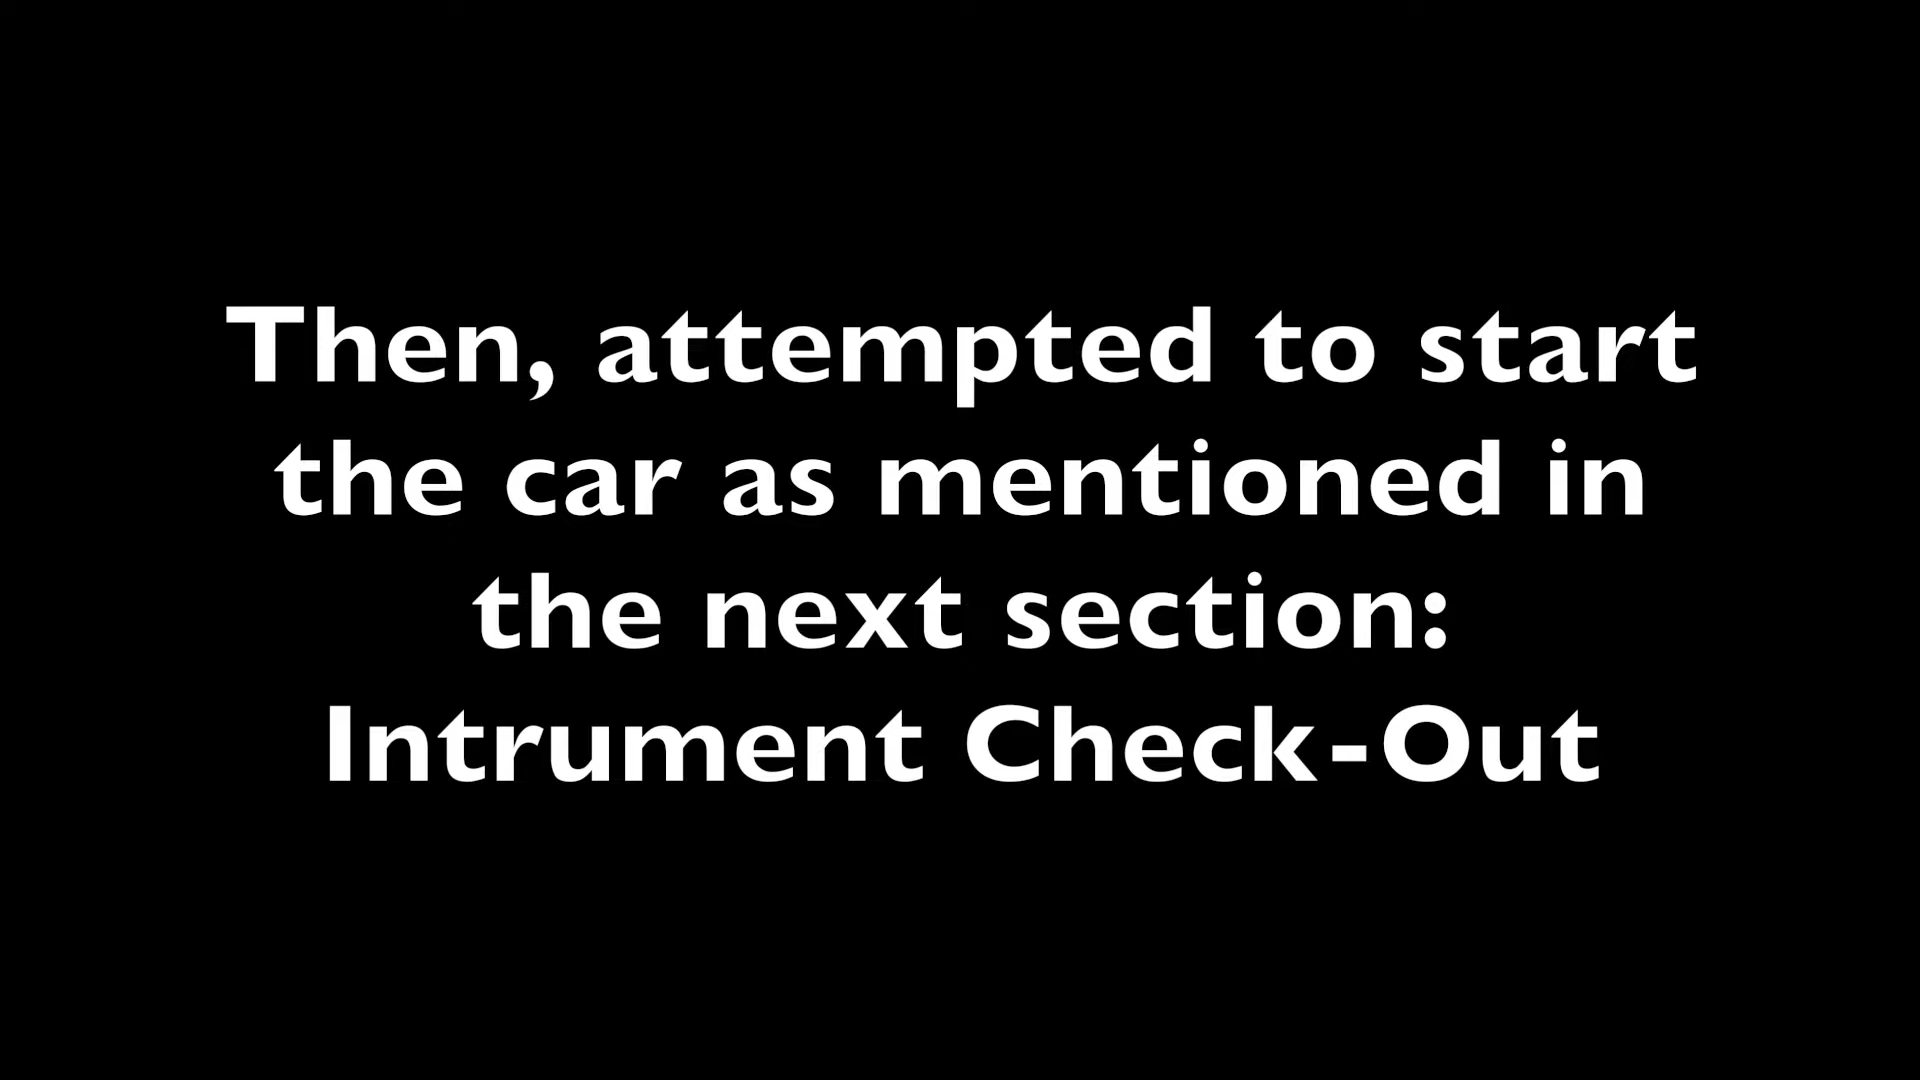 Then, attempted to start
the car as mentioned in
the next section:
Intrument Check-Out